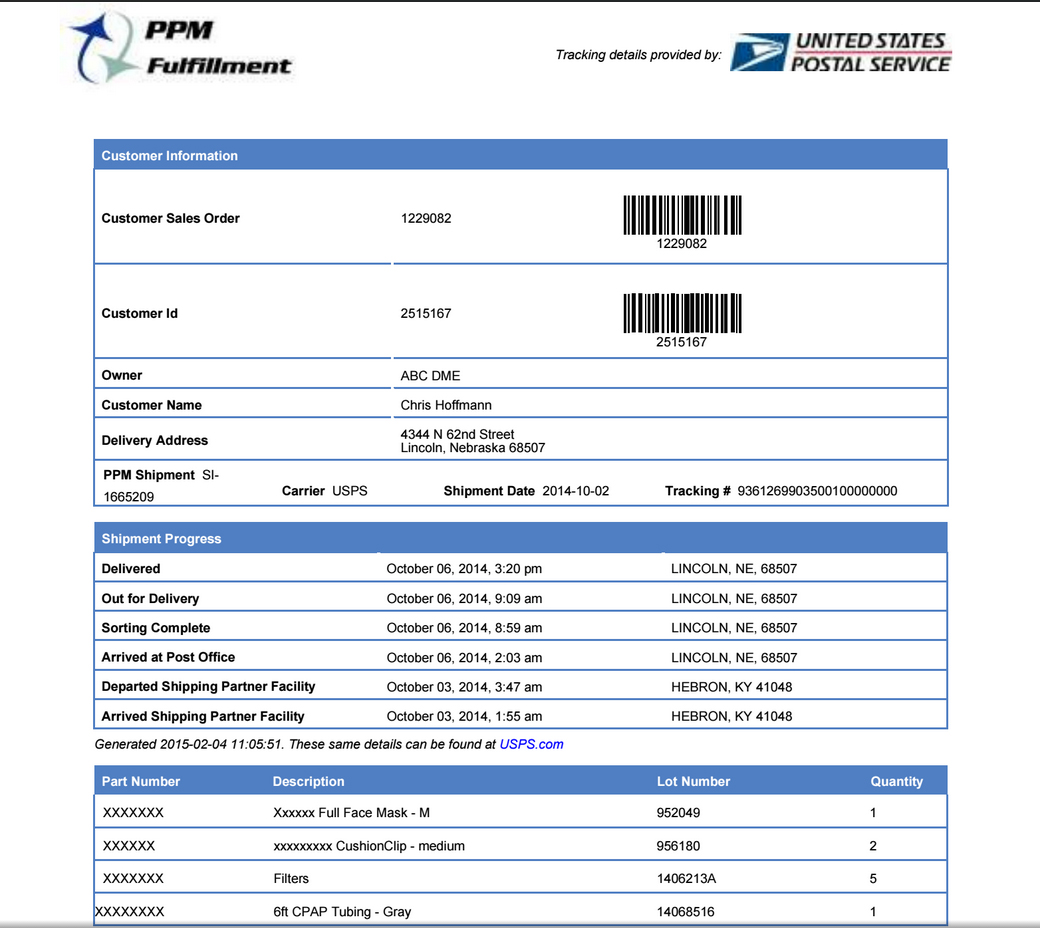 PPM
Fulfillment
Tracking details provided by:
UNITED STATES
POSTAL SERVICE
Customer Information
Customer Sales Order 1229082
1229082
Customer Id 2515167
2515167
Owner ABC DME
Customer Name Chris Hoffmann
Delivery Address 4344 N 62nd Street
Lincoln, Nebraska 68507
PPM Shipment SI-
1665209 Carrier USPS Shipment Date 2014-10-02 Tracking # 9361269903500100000000
Shipment Progress
Delivered October 06, 2014, 3:20 pm LINCOLN, NE, 68507
Out for Delivery October 06, 2014, 9:09 am LINCOLN, NE, 68507
Sorting Complete October 06, 2014, 8:59 am LINCOLN, NE, 68507
Arrived at Post Office October 06, 2014, 2:03 am LINCOLN, NE, 68507
Departed Shipping Partner Facility October 03, 2014, 3:47 am HEBRON, KY 41048
Arrived Shipping Partner Facility October 03, 2014, 1:55 am HEBRON, KY 41048
Generated 2015-02-04 11:05:51. These same details can be found at USPS.com
Part Number Description Lot Number Quantity
XXXXXXX Xxxxxx Full Face Mask - M 952049 1
XXXXXX xxxxxxxxx CushionClip - medium 956180 2
XXXXXXX Filters 1406213A 5
XXXXXXXX 6ft CPAP Tubing - Gray 14068516 1